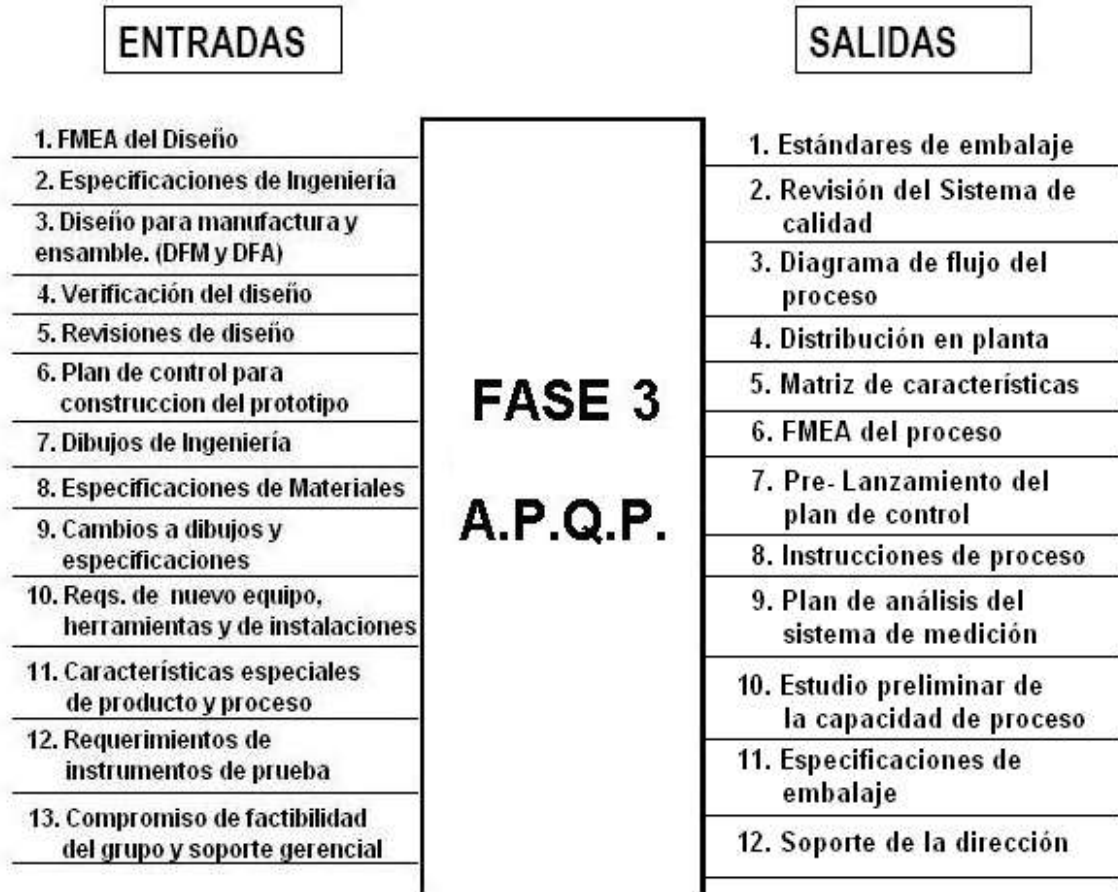 ENTRADAS
1. FMEA del Diseño
2. Especificaciones de Ingeniería
3. Diseño para manufactura y
ensamble. (DFM y DFA)
4. Verificación del diseño
5. Revisiones de diseño
6. Plan de control para
construccion del prototipo
7. Dibujos de Ingeniería
8. Especificaciones de Materiales
9. Cambios a dibujos y
especificaciones
10. Reqs. de nuevo equipo,
herramientas y de instalaciones
11. Características especiales
de producto y proceso
12. Requerimientos de
instrumentos de prueba
13. Compromiso de factibilidad
del grupo y soporte gerencial
FASE 3
A.P.Q.P.
SALIDAS
1. Estándares de embalaje
2. Revisión del Sistema de
calidad
3. Diagrama de flujo del
proceso
4. Distribución en planta
5. Matriz de características
6. FMEA del proceso
7. Pre- Lanzamiento del
plan de control
8. Instrucciones de proceso
9. Plan de análisis del
sistema de medición
10. Estudio preliminar de
la capacidad de proceso
11. Especificaciones de
embalaje
12. Soporte de la dirección